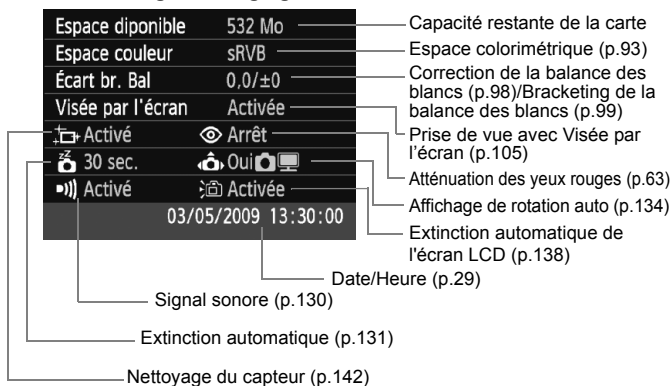 Espace diponible 532 Mo
Espace couleur sRVB
Écart br. Bal 0,0/±0
Visée par l'écran Activée
Activé Arrêt
30 sec. Oui
Activé Activée
03/05/2009 13:30:00
Capacité restante de la carte
Espace colorimétrique (p.93)
Correction de la balance des
blancs (p.98)/Bracketing de la
balance des blancs (p.99)
Prise de vue avec Visée par
l’écran (p.105)
Atténuation des yeux rouges (p.63)
Affichage de rotation auto (p.134)
Extinction automatique de
l'écran LCD (p.138)
Date/Heure (p.29)
Signal sonore (p.130)
Extinction automatique (p.131)
Nettoyage du capteur (p.142)